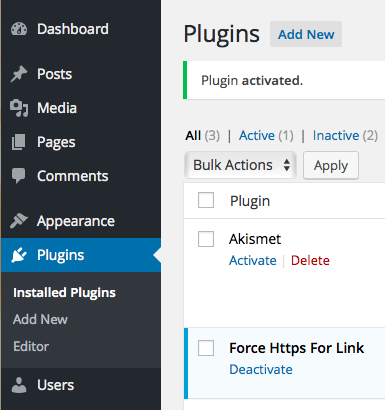 Dashboard
Posts
Media
Pages
Comments
Appearance
Plugins
Installed Plugins
Add New
Editor
Users
Plugins Add New
Plugin activated.
All (3) | Active (1) | Inactive (2)
Bulk Actions Apply
Plugin
Akismet
Activate | Delete
Force Https For Link
Deactivate